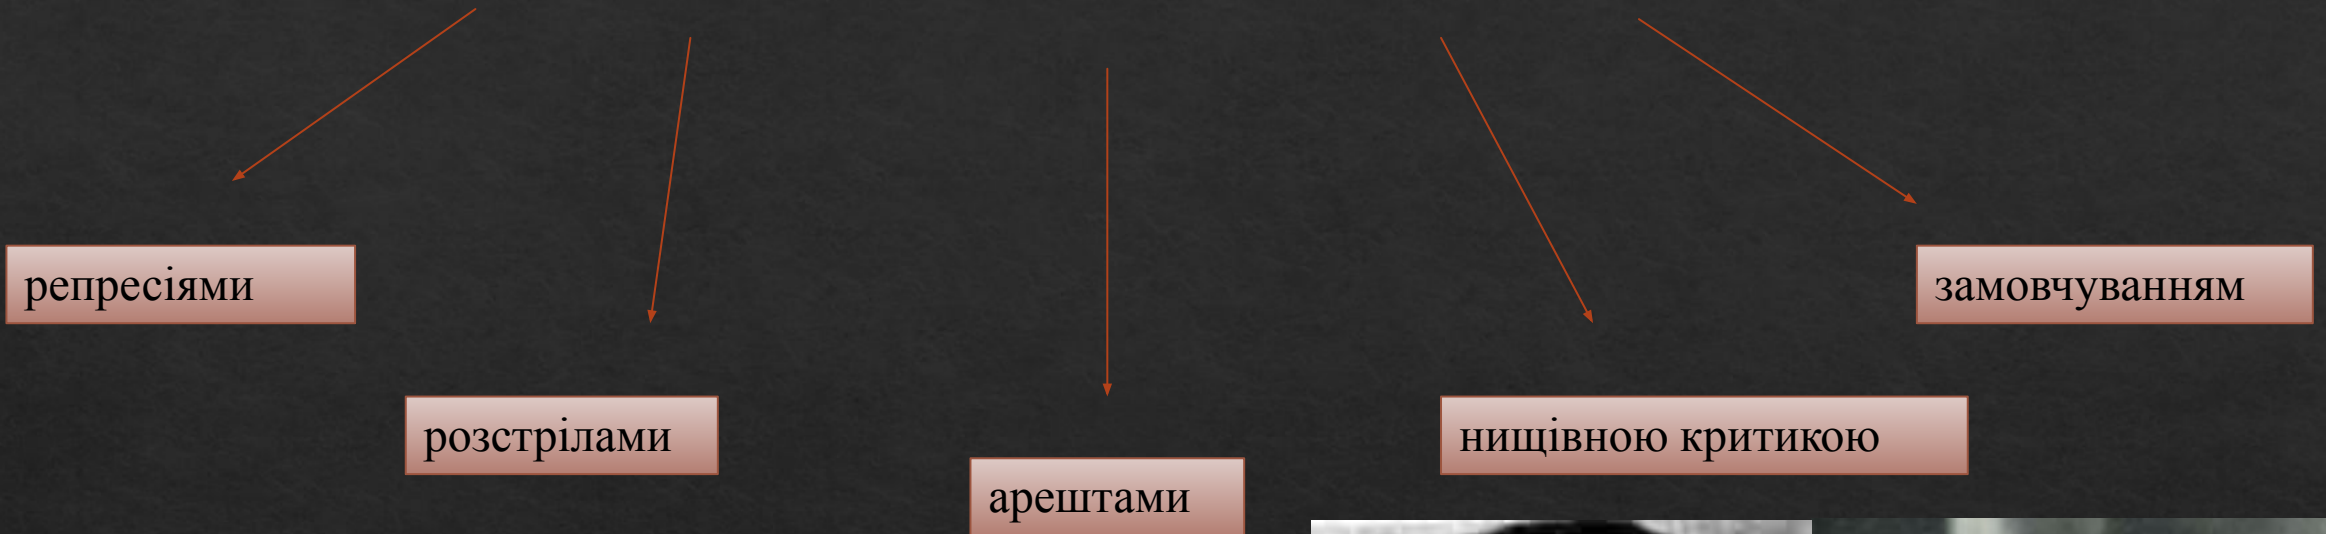 репресіями
розстрілами
арештами
нищівною критикою
замовчуванням